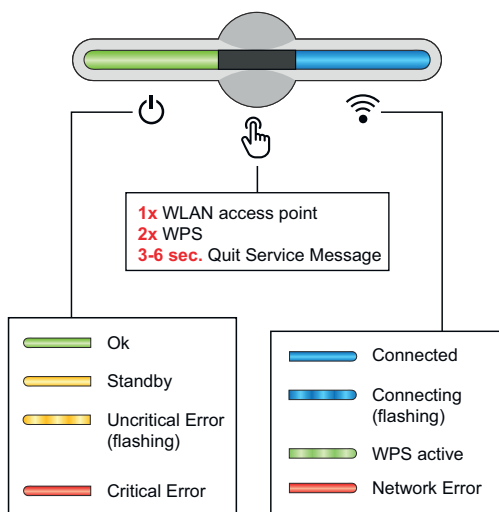 1x WLAN access point
2x WPS
3-6 sec. Quit Service Message
Ok
Standby
Uncritical Error
(flashing)
Critical Error
Connected
Connecting
(flashing)
WPS active
Network Error